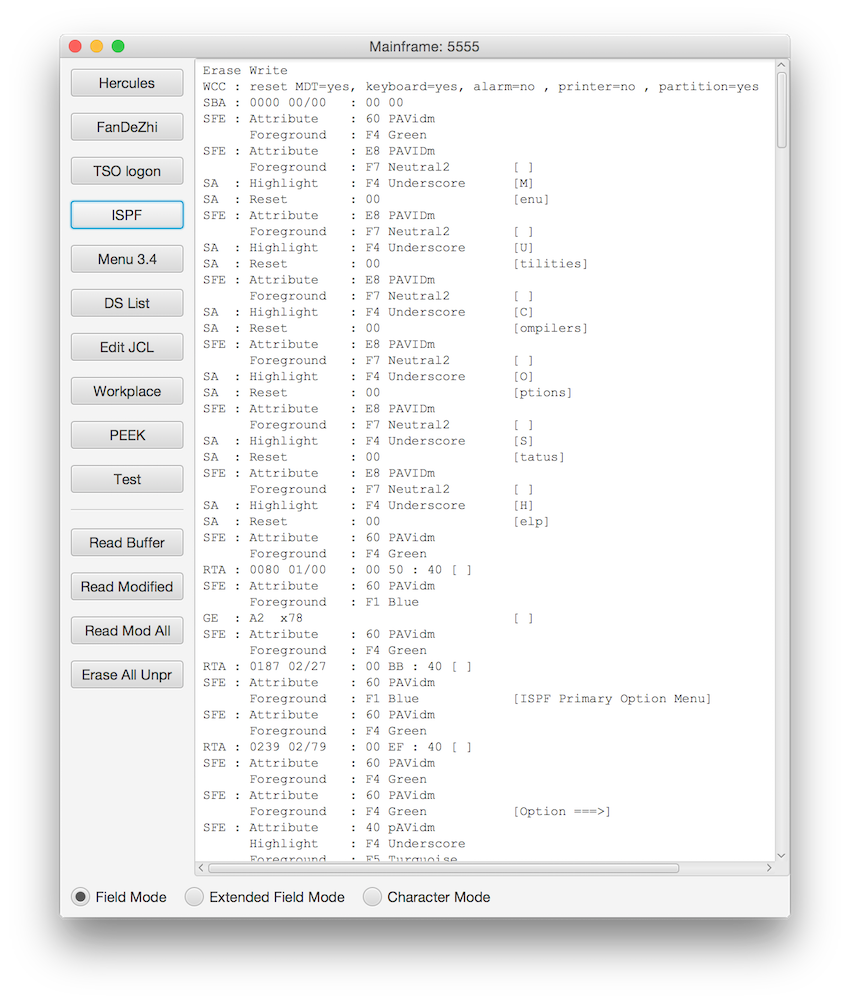 Mainframe: 5555
Hercules
FanDeZhi
TSO logon
ISPF
Menu 3.4
DS List
Edit JCL
Workplace
PEEK
Test
Read Buffer
Read Modified
Read Mod All
Erase All Unpr
Erase Write
WCC : reset MDT=yes, keyboard=yes, alarm=no , printer=no , partition=yes
SBA : 0000 00/00   : 00 00
SFE : Attribute    : 60 PAVidm
      Foreground   : F4 Green
SFE : Attribute    : E8 PAVIDm
      Foreground   : F7 Neutral2        [ ]
SA  : Highlight    : F4 Underscore      [M]
SA  : Reset        : 00                 [enu]
SFE : Attribute    : E8 PAVIDm
      Foreground   : F7 Neutral2        [ ]
SA  : Highlight    : F4 Underscore      [U]
SA  : Reset        : 00                 [tilities]
SFE : Attribute    : E8 PAVIDm
      Foreground   : F7 Neutral2        [ ]
SA  : Highlight    : F4 Underscore      [C]
SA  : Reset        : 00                 [ompilers]
SFE : Attribute    : E8 PAVIDm
      Foreground   : F7 Neutral2        [ ]
SA  : Highlight    : F4 Underscore      [O]
SA  : Reset        : 00                 [ptions]
SFE : Attribute    : E8 PAVIDm
      Foreground   : F7 Neutral2        [ ]
SA  : Highlight    : F4 Underscore      [S]
SA  : Reset        : 00                 [tatus]
SFE : Attribute    : E8 PAVIDm
      Foreground   : F7 Neutral2        [ ]
SA  : Highlight    : F4 Underscore      [H]
SA  : Reset        : 00                 [elp]
SFE : Attribute    : 60 PAVidm
      Foreground   : F4 Green
RTA : 0080 01/00   : 00 50 : 40 [ ]
SFE : Attribute    : 60 PAVidm
      Foreground   : F1 Blue
GE  : A2  x78                           [ ]
SFE : Attribute    : 60 PAVidm
      Foreground   : F4 Green
RTA : 0187 02/27   : 00 BB : 40 [ ]
SFE : Attribute    : 60 PAVidm
      Foreground   : F1 Blue            [ISPF Primary Option Menu]
SFE : Attribute    : 60 PAVidm
      Foreground   : F4 Green
RTA : 0239 02/79   : 00 EF : 40 [ ]
SFE : Attribute    : 60 PAVidm
      Foreground   : F4 Green
SFE : Attribute    : 60 PAVidm
      Foreground   : F4 Green           [Option ===>]
SFE : Attribute    : 40 pAVidm
      Highlight    : F4 Underscore
      Foreground   : F5 Turquoise
Field Mode
Extended Field Mode
Character Mode